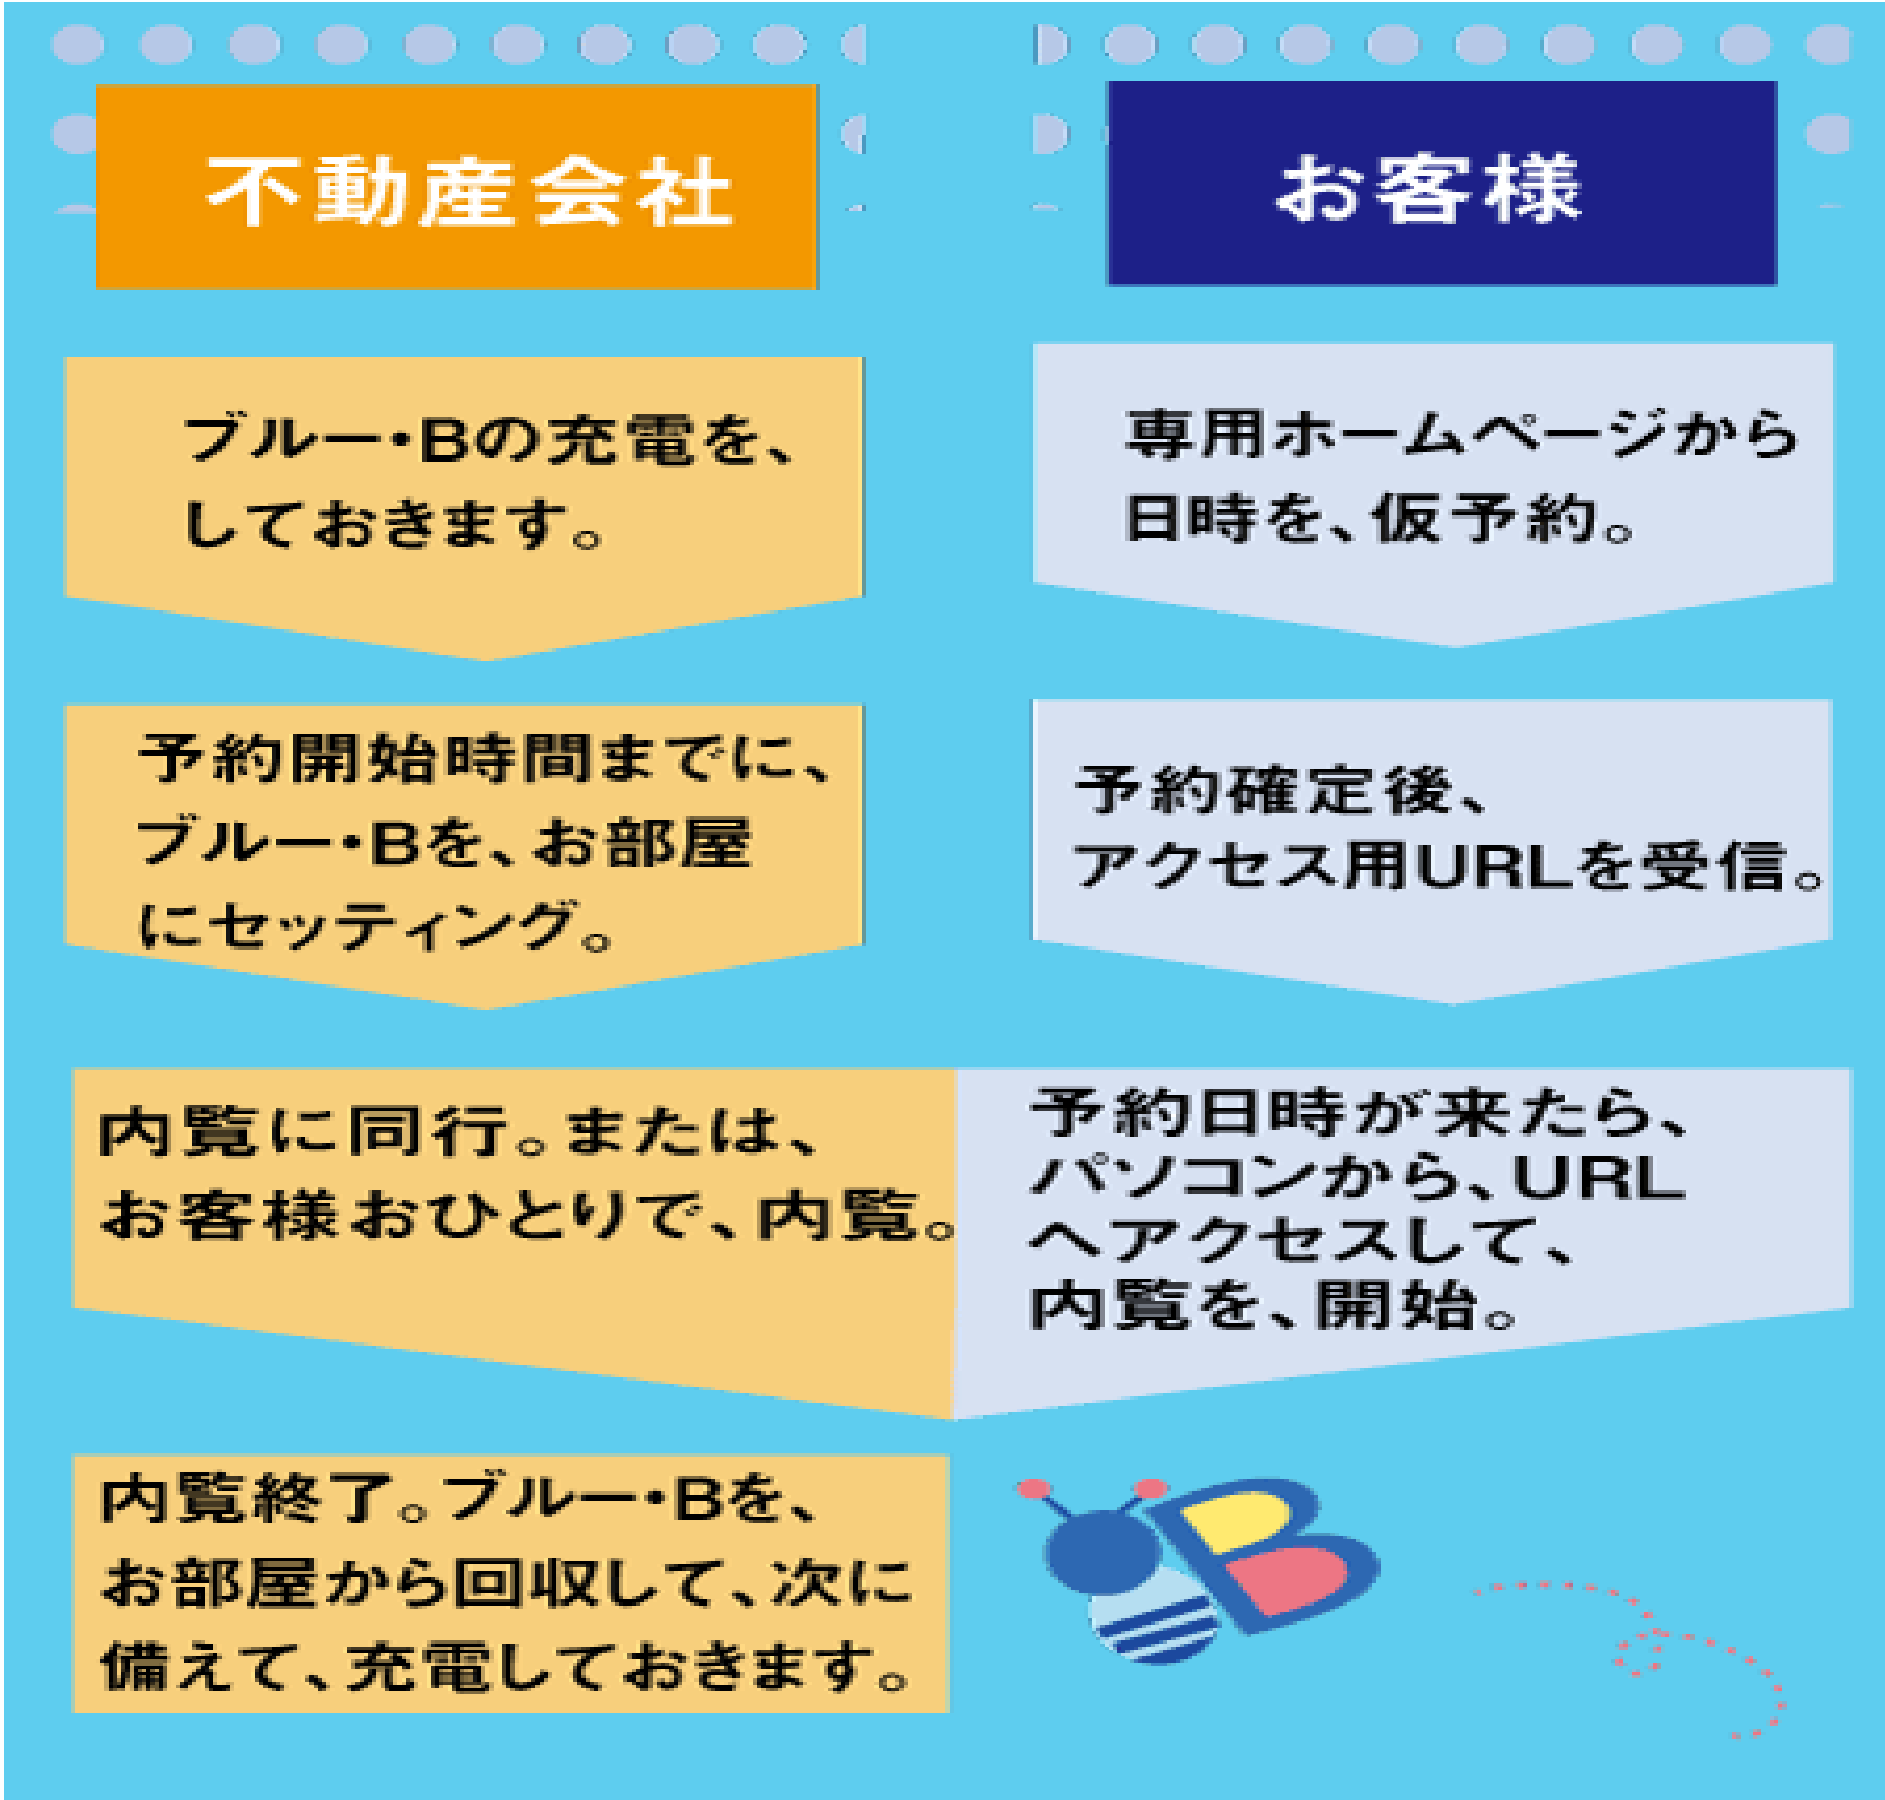 不動産会社
ブルー・Bの充電を、
しておきます。
予約開始時間までに、
ブルー・Bを、お部屋
にセッティング。
内覧に同行。または、
お客様おひとりで、内覧。
内覧終了。ブルー・Bを、
お部屋から回収して、次に
備えて、充電しておきます。
お客様
専用ホームページから
日時を、仮予約。
予約確定後、
アクセス用URLを受信。
予約日時が来たら、
パソコンから、URL
へアクセスして、
内覧を、開始。
B